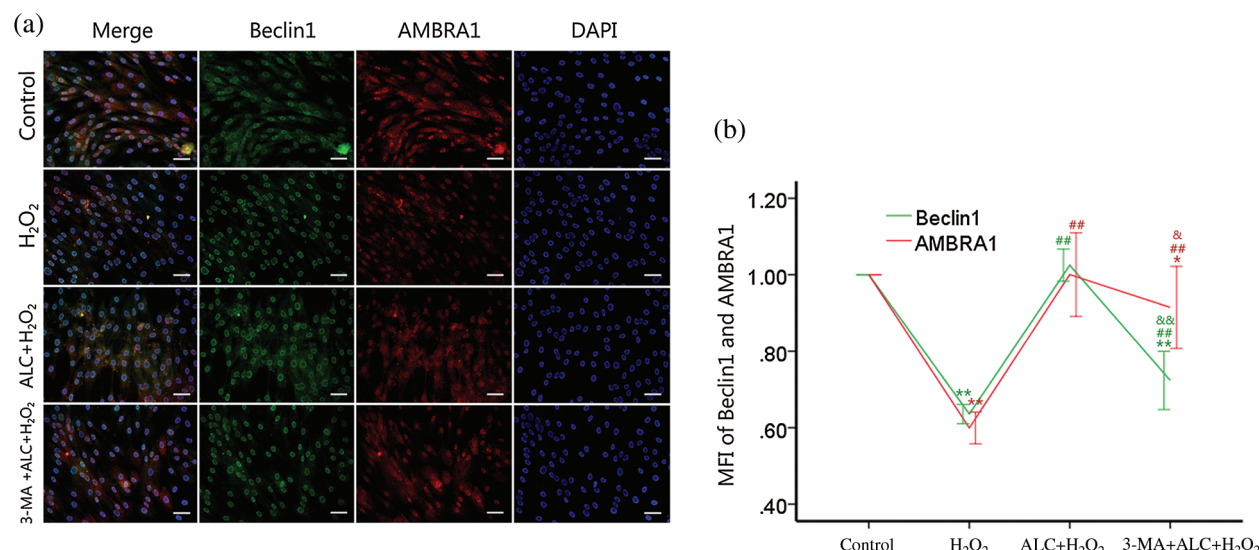 (a)
Merge Beclin1 AMBRA1 DAPI
Control
H₂O₂
ALC+H₂O₂
3-MA +ALC+H₂O₂
(b)
MFI of Beclin1 and AMBRA1
1.20
1.00
.80
.60
.40
Beclin1
AMBRA1
**
**
##
##
&
##
*
&&
##
**
Control H₂O₂ ALC+H₂O₂ 3-MA+ALC+H₂O₂